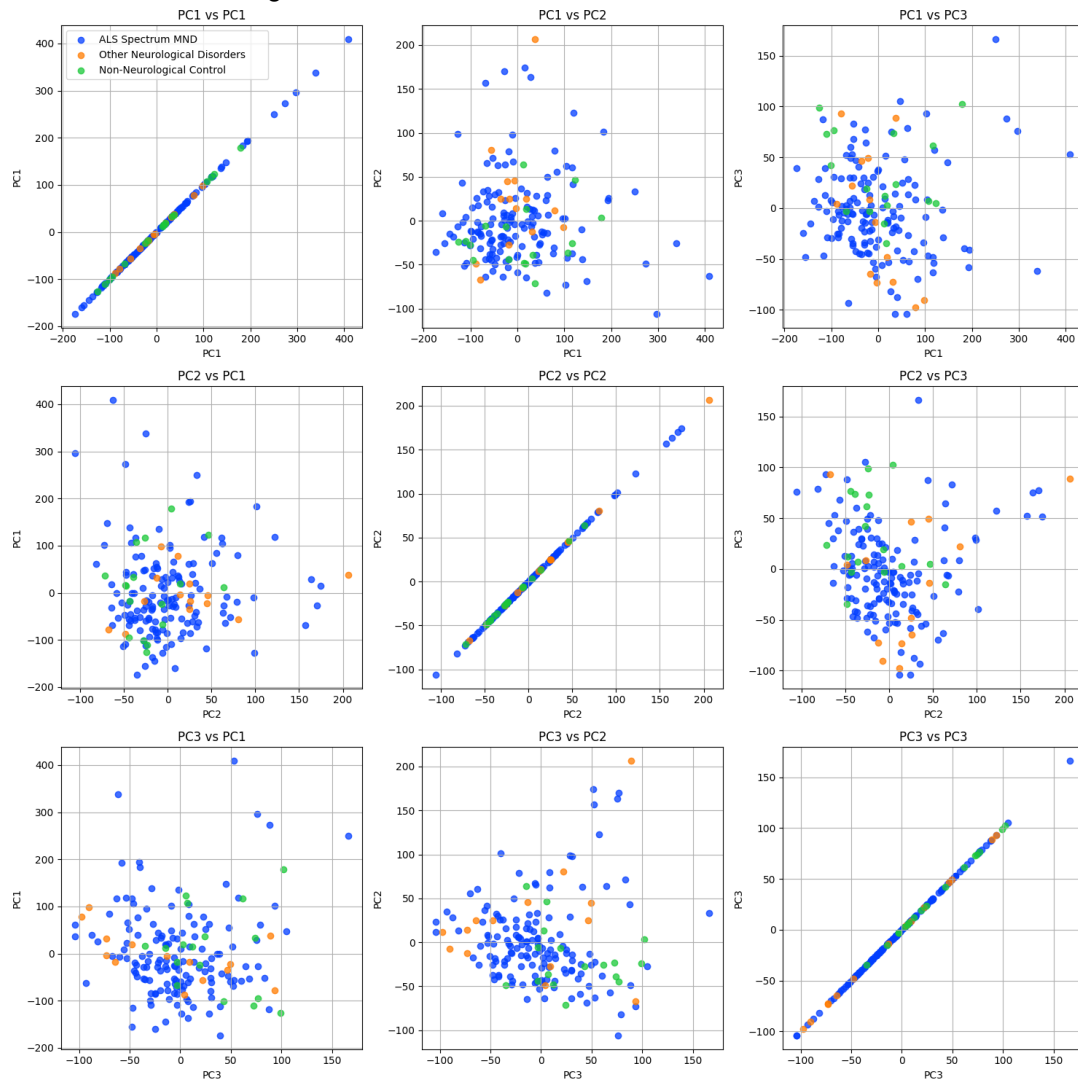 PC1 vs PC1
PC1 vs PC2
PC1 vs PC3
ALS Spectrum MND
Other Neurological Disorders
Non-Neurological Control
400
300
200
100
0
−100
−200
PC1
−200 −100 0 100 200 300 400
PC1
200
150
100
50
0
−50
−100
PC2
−200 −100 0 100 200 300 400
PC1
150
100
50
0
−50
−100
PC3
−200 −100 0 100 200 300 400
PC1
PC2 vs PC1
PC2 vs PC2
PC2 vs PC3
400
300
200
100
0
−100
−200
PC1
−100 −50 0 50 100 150 200
PC2
200
150
100
50
0
−50
−100
PC2
−100 −50 0 50 100 150 200
PC2
150
100
50
0
−50
−100
PC3
−100 −50 0 50 100 150 200
PC2
PC3 vs PC1
PC3 vs PC2
PC3 vs PC3
400
300
200
100
0
−100
−200
PC1
−100 −50 0 50 100 150
PC3
200
150
100
50
0
−50
−100
PC2
−100 −50 0 50 100 150
PC3
150
100
50
0
−50
−100
PC3
−100 −50 0 50 100 150
PC3